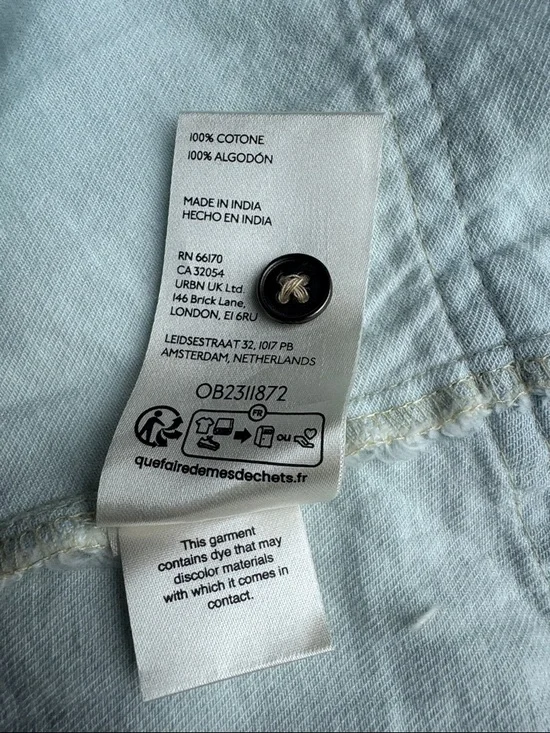 100% COTONE
100% ALGODÓN
MADE IN INDIA
HECHO EN INDIA
RN 66170
CA 32054
URBN UK Ltd.
146 Brick Lane,
LONDON, E1 6RU
LEIDSESTRAAT 32, 1017 PB
AMSTERDAM, NETHERLANDS
OB2311872
FR
ou
quefairedemesdechets.fr
This garment
contains dye that may
discolor materials
with which it comes in
contact.